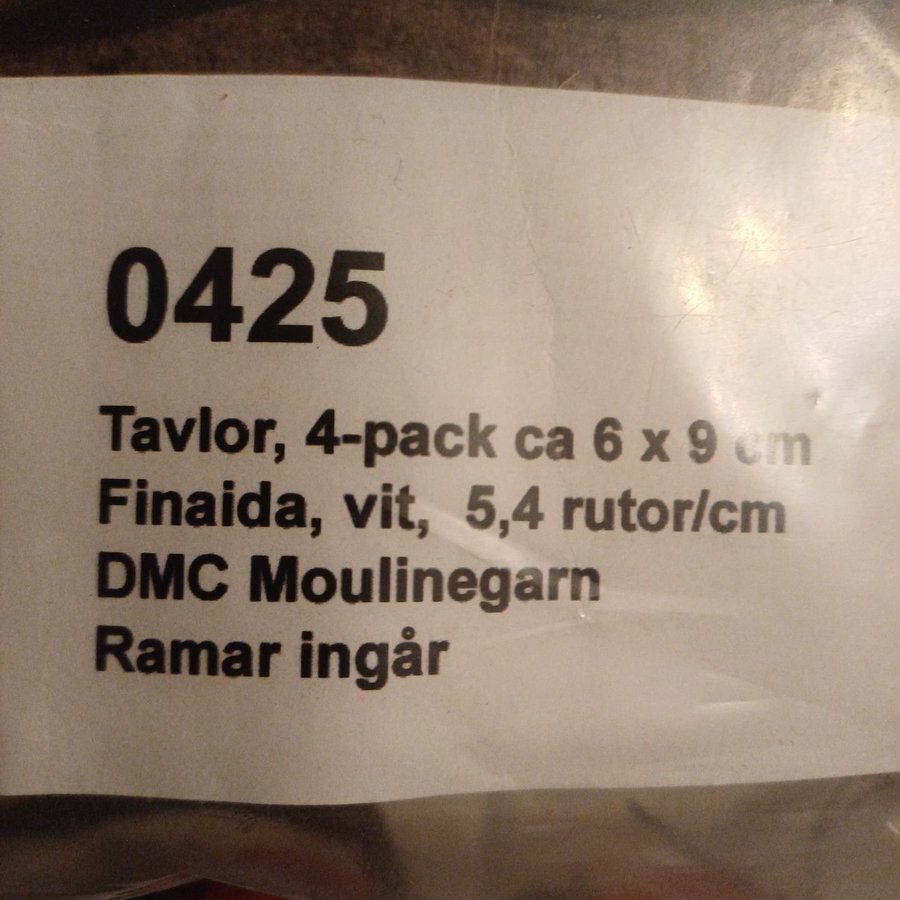 0425
Tavlor, 4-pack ca 6 x 9 cm
Finaida, vit, 5,4 rutor/cm
DMC Moulinegarn
Ramar ingår